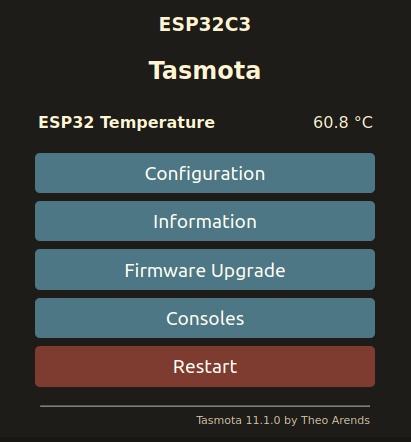 ESP32C3
Tasmota
ESP32 Temperature 60.8 °C
Configuration
Information
Firmware Upgrade
Consoles
Restart
Tasmota 11.1.0 by Theo Arends